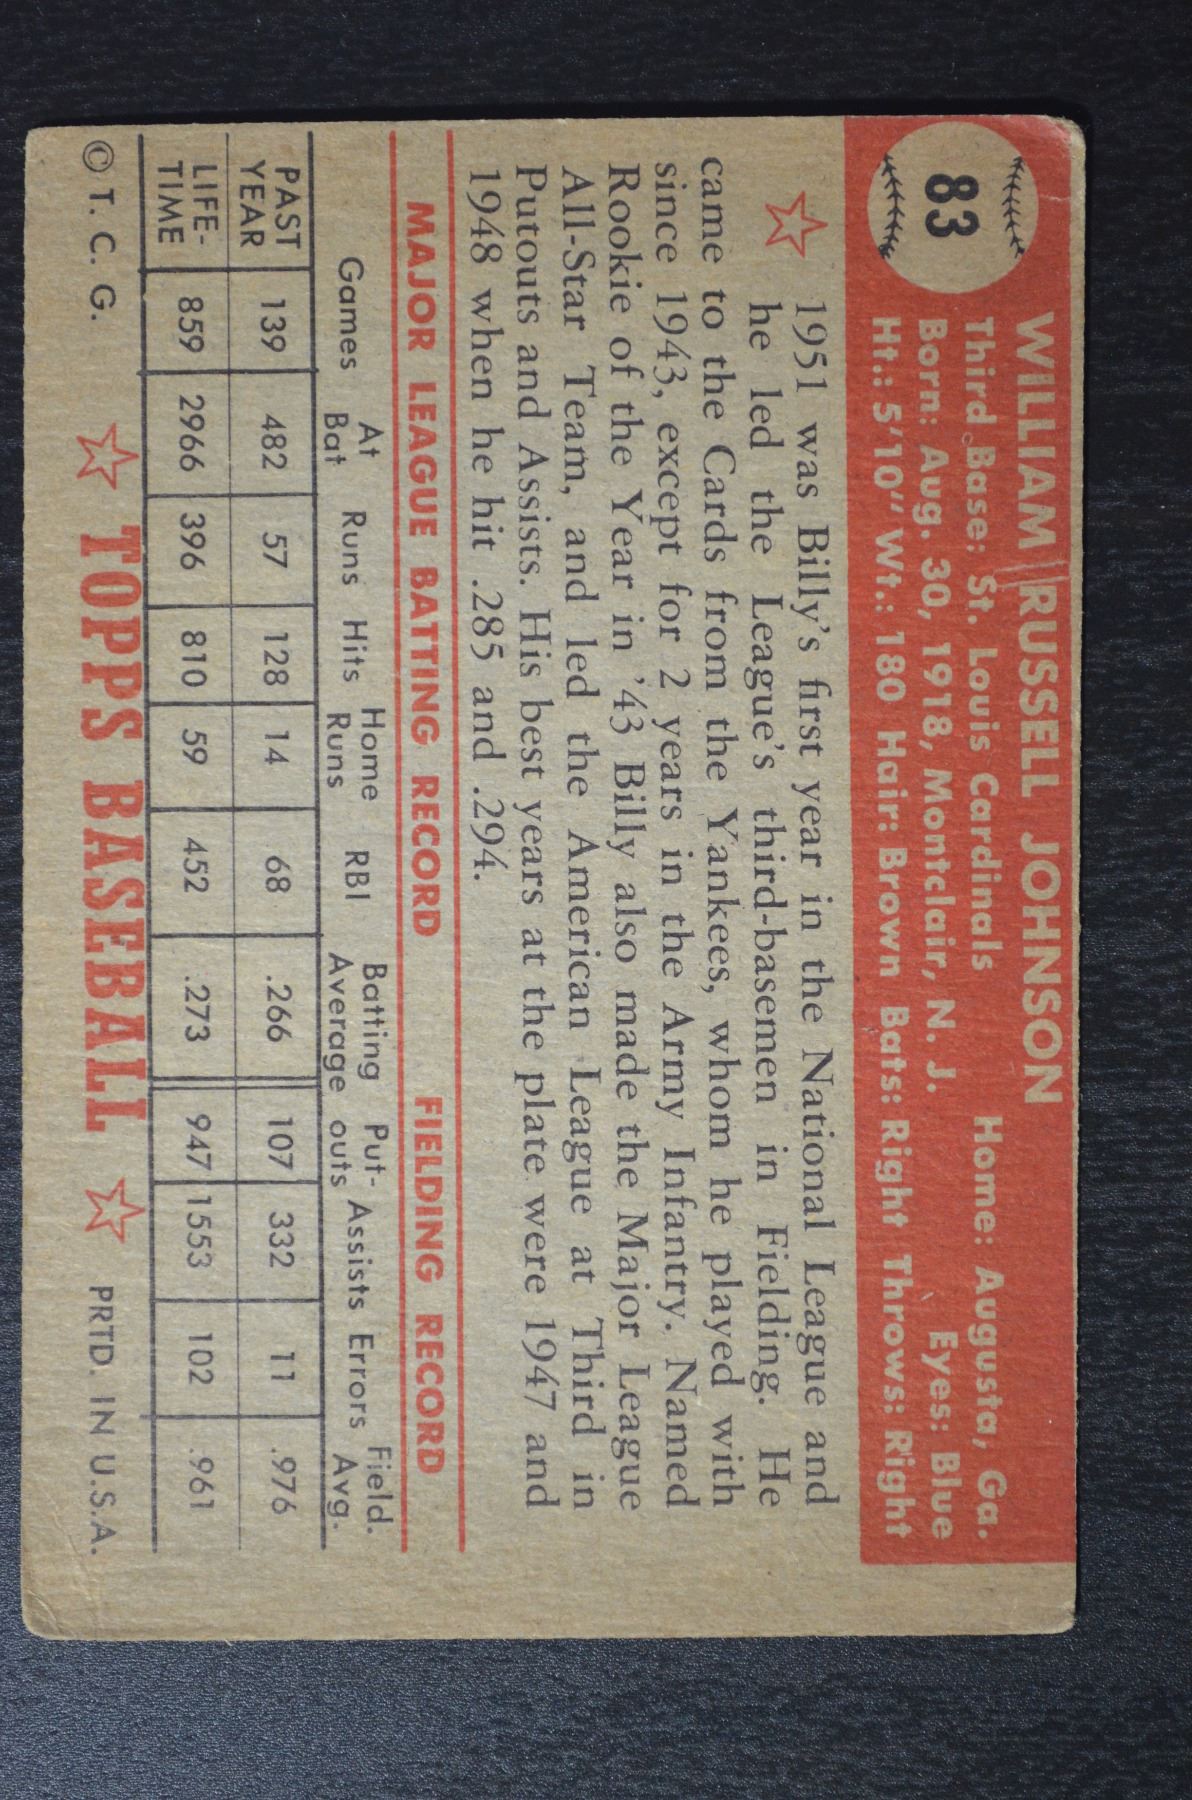 83
WILLIAM RUSSELL JOHNSON
Third Base: St. Louis Cardinals Home: Augusta, Ga.
Born: Aug. 30, 1918, Montclair, N. J. Eyes: Blue
Ht.: 5'10" Wt.: 180 Hair: Brown Bats: Right Throws: Right
1951 was Billy's first year in the National League and
he led the League's third-basemen in Fielding. He
came to the Cards from the Yankees, whom he played with
since 1943, except for 2 years in the Army Infantry. Named
Rookie of the Year in '43 Billy also made the Major League
All-Star Team, and led the American League at Third in
Putouts and Assists. His best years at the plate were 1947 and
1948 when he hit .285 and .294.
MAJOR LEAGUE BATTING RECORD FIELDING RECORD
Games At Bat Runs Hits Home Runs RBI Batting Average Put-outs Assists Errors Field. Avg.
PAST YEAR 139 482 57 128 14 68 .266 107 332 11 .976
LIFE-TIME 859 2966 396 810 59 452 .273 947 1553 102 .961
© T. C. G. TOPPS BASEBALL PRTD. IN U.S.A.